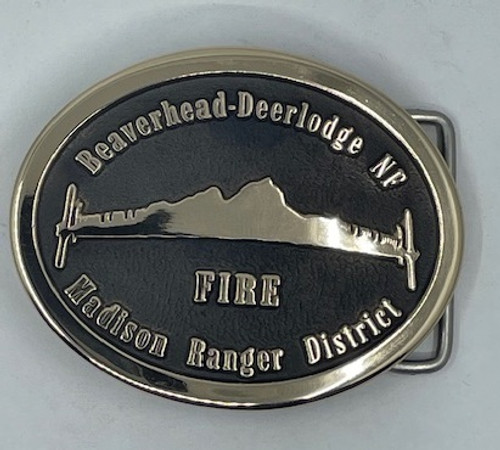 Beaverhead-Deerlodge NF
FIRE
Madison Ranger District